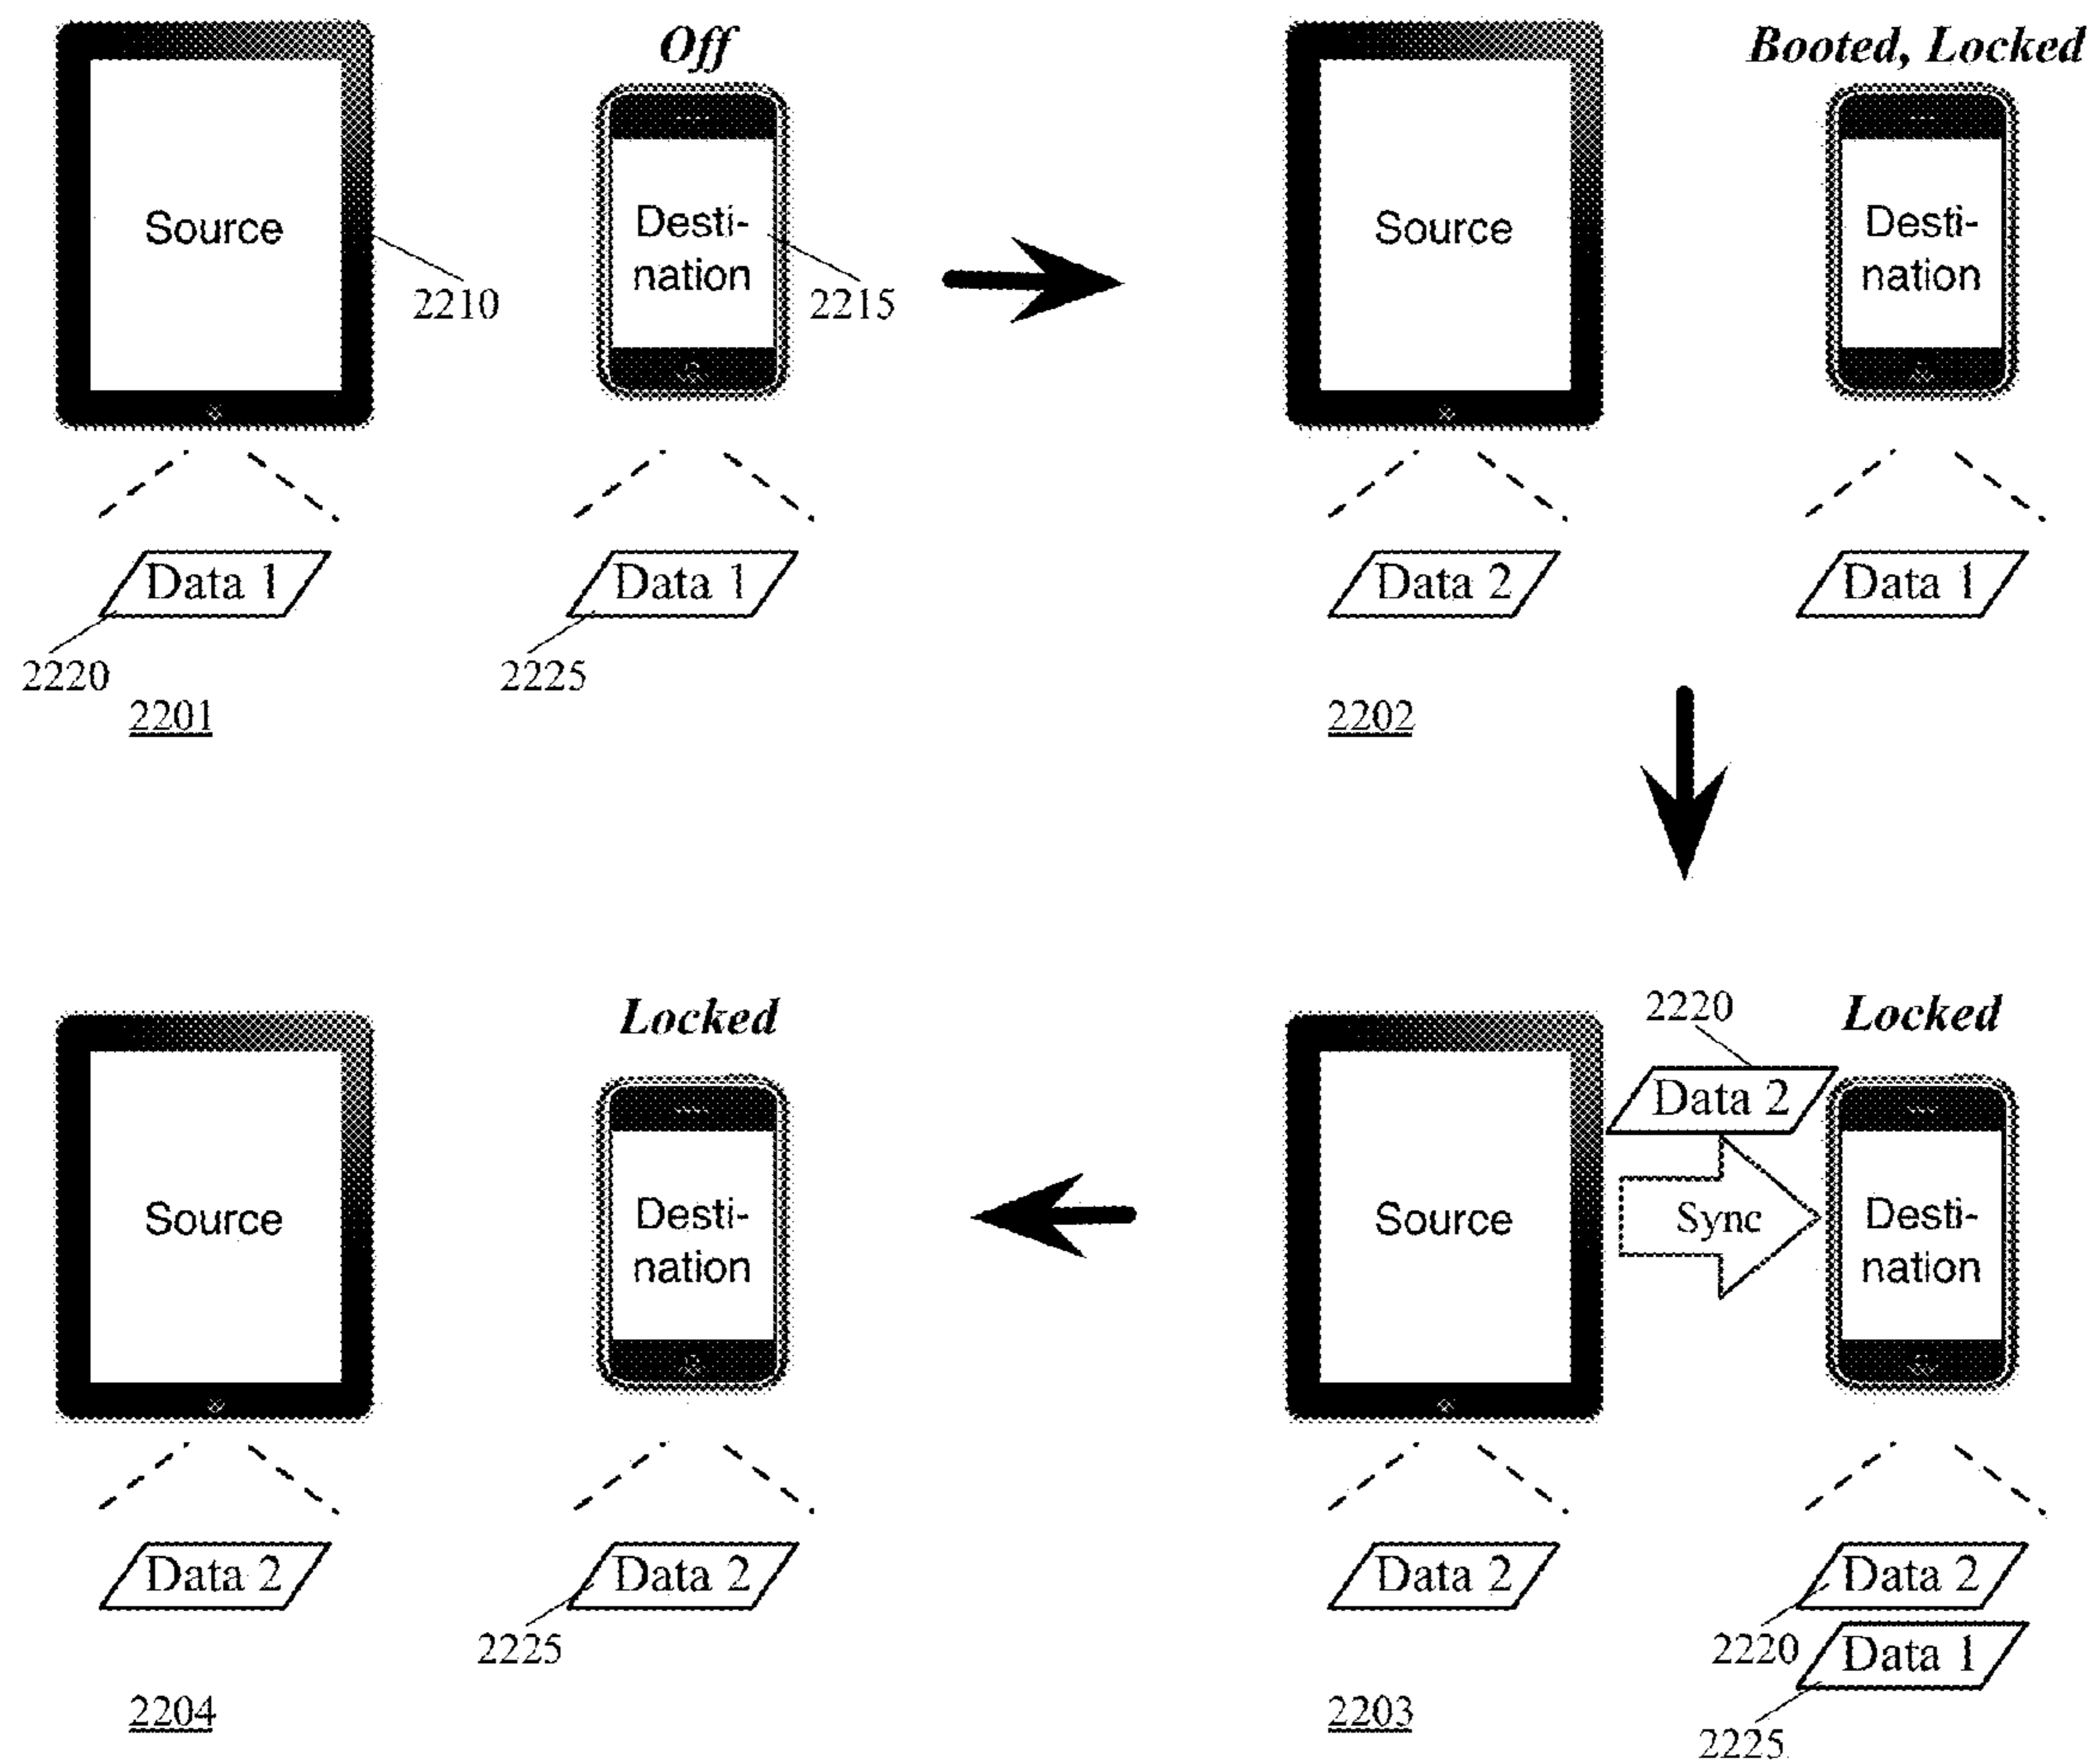 Off
Source
Desti-
nation
2210
2215
Data 1
Data 1
2220
2225
2201
Booted, Locked
Source
Desti-
nation
Data 2
Data 1
2202
Locked
Source
Desti-
nation
Data 2
Data 2
2225
2204
2220
Locked
Data 2
Source
Sync
Desti-
nation
Data 2
Data 2
2220
Data 1
2203
2225